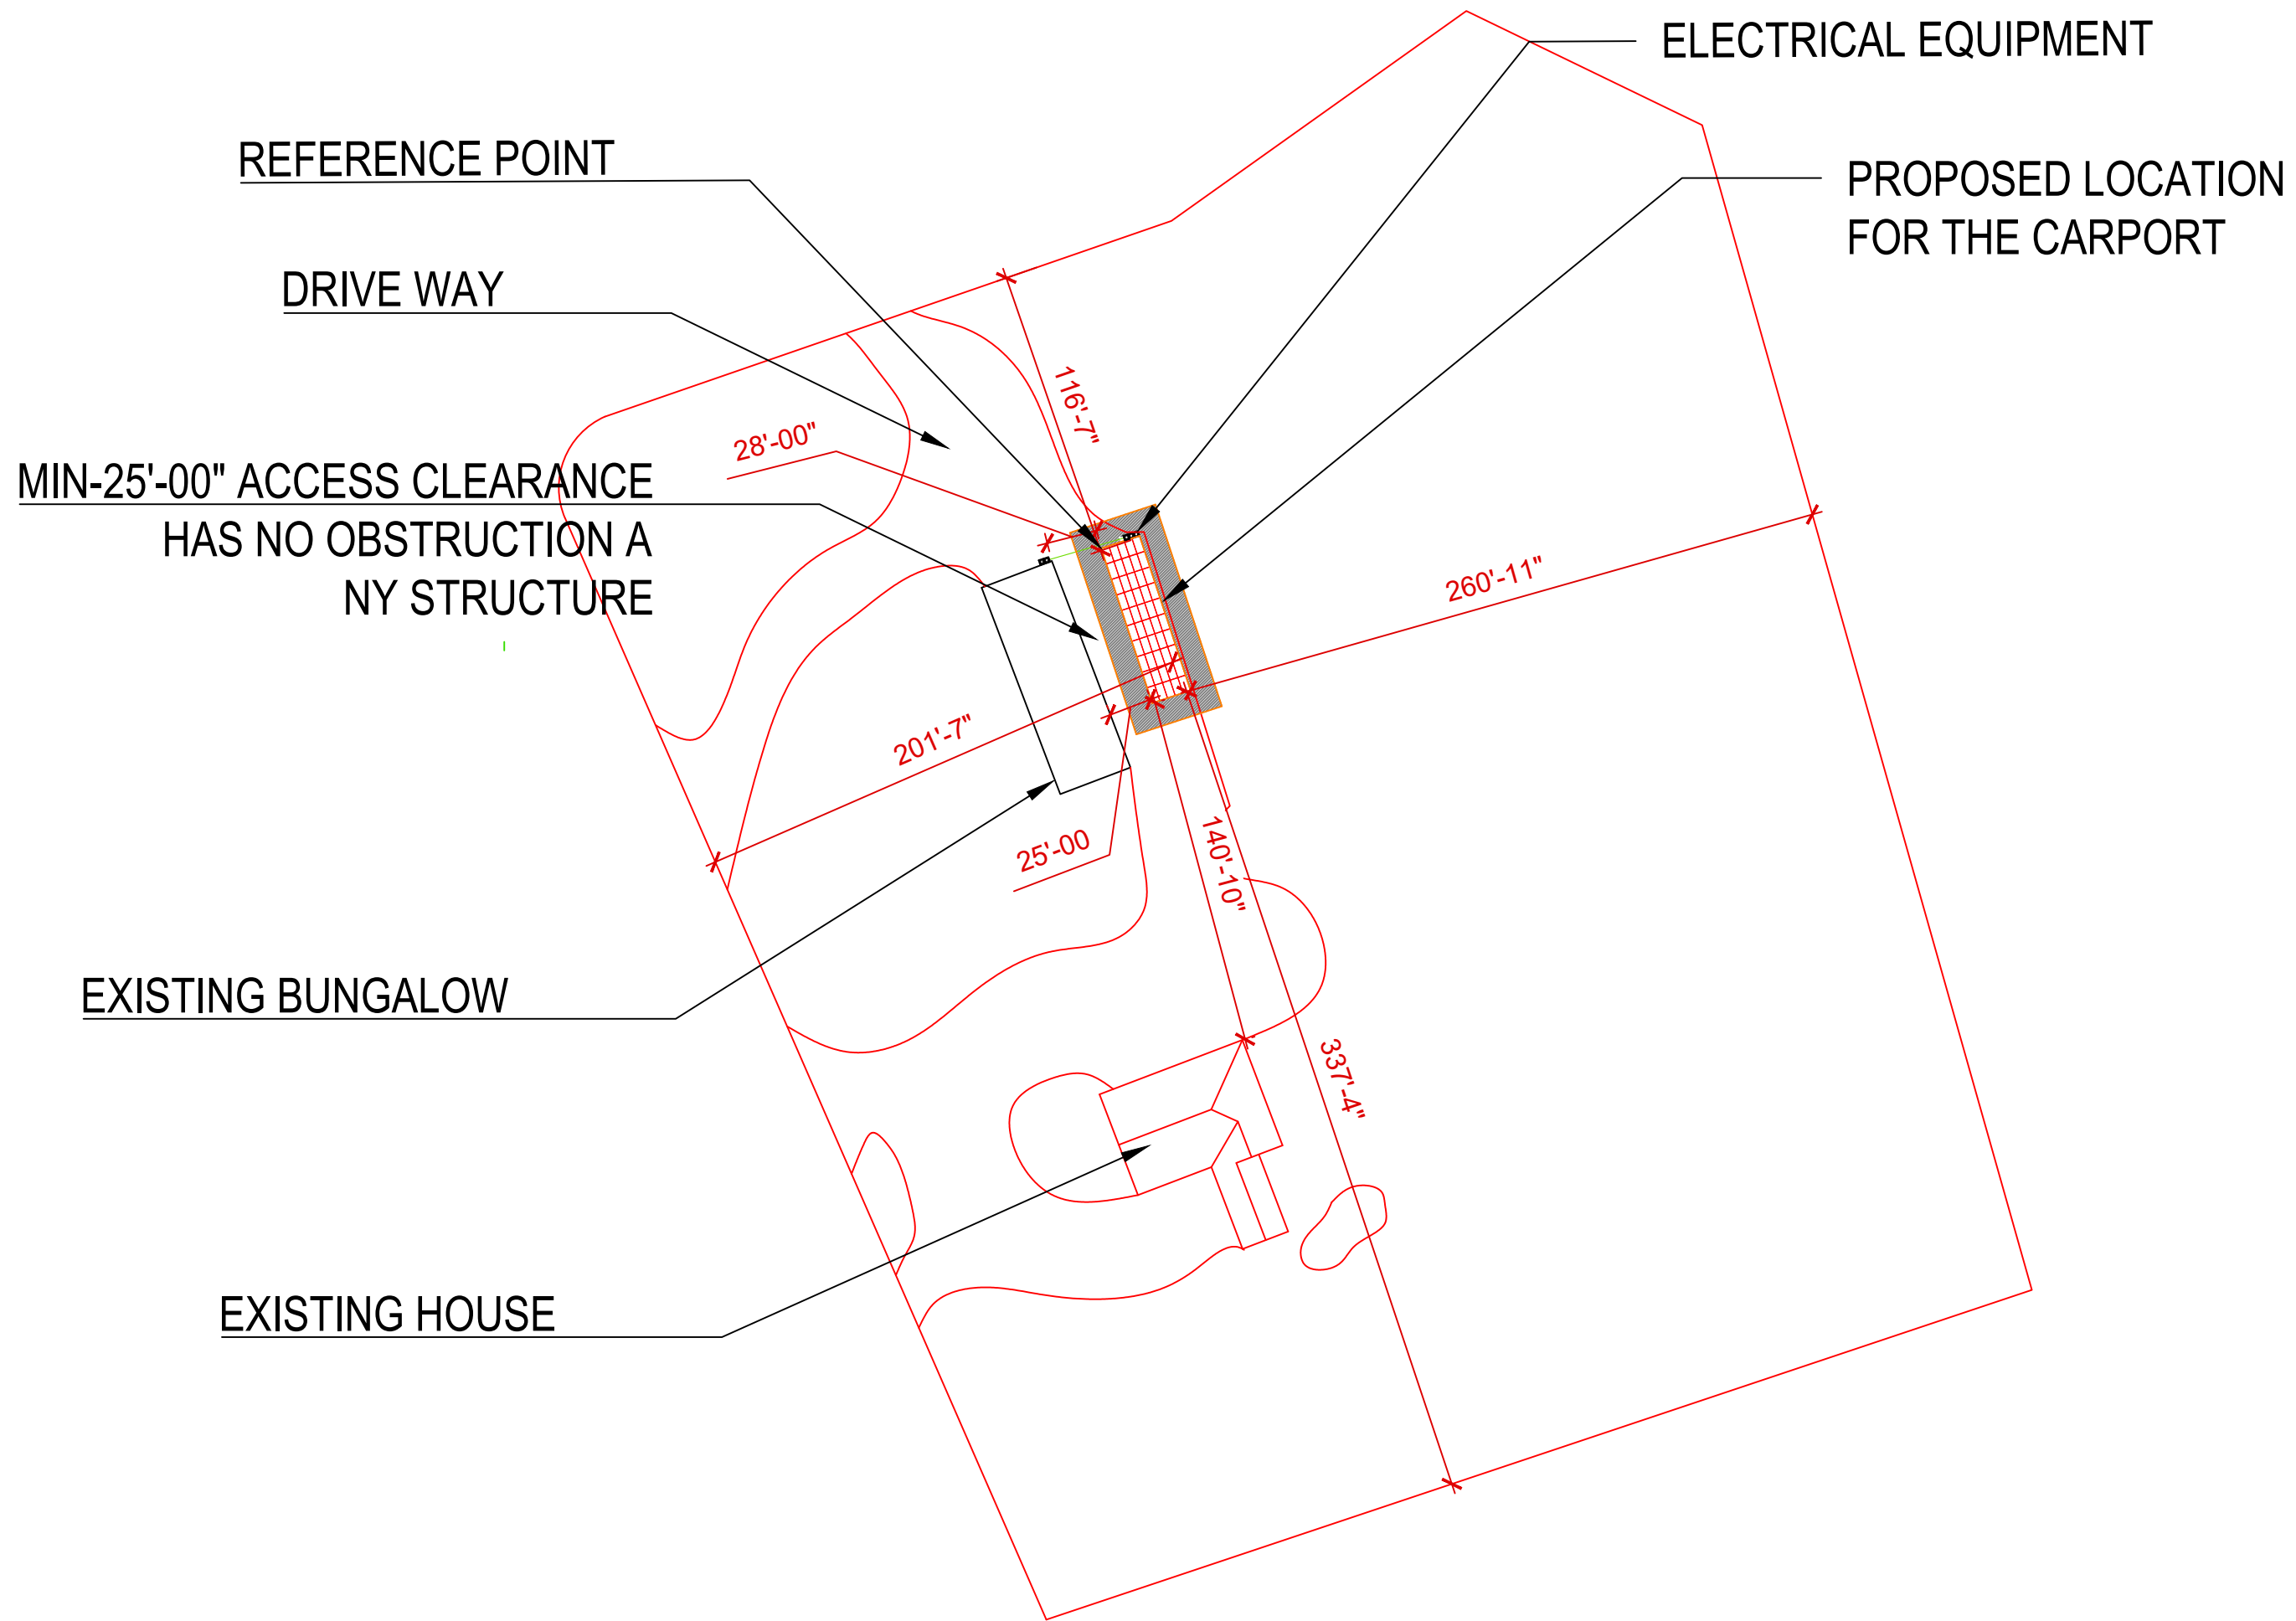 ELECTRICAL EQUIPMENT
REFERENCE POINT
PROPOSED LOCATION
FOR THE CARPORT
DRIVE WAY
116'-7"
28'-00"
MIN-25'-00" ACCESS CLEARANCE
HAS NO OBSTRUCTION A
NY STRUCTURE
260'-11"
201'-7"
25'-00
140'-10"
EXISTING BUNGALOW
337'-4"
EXISTING HOUSE